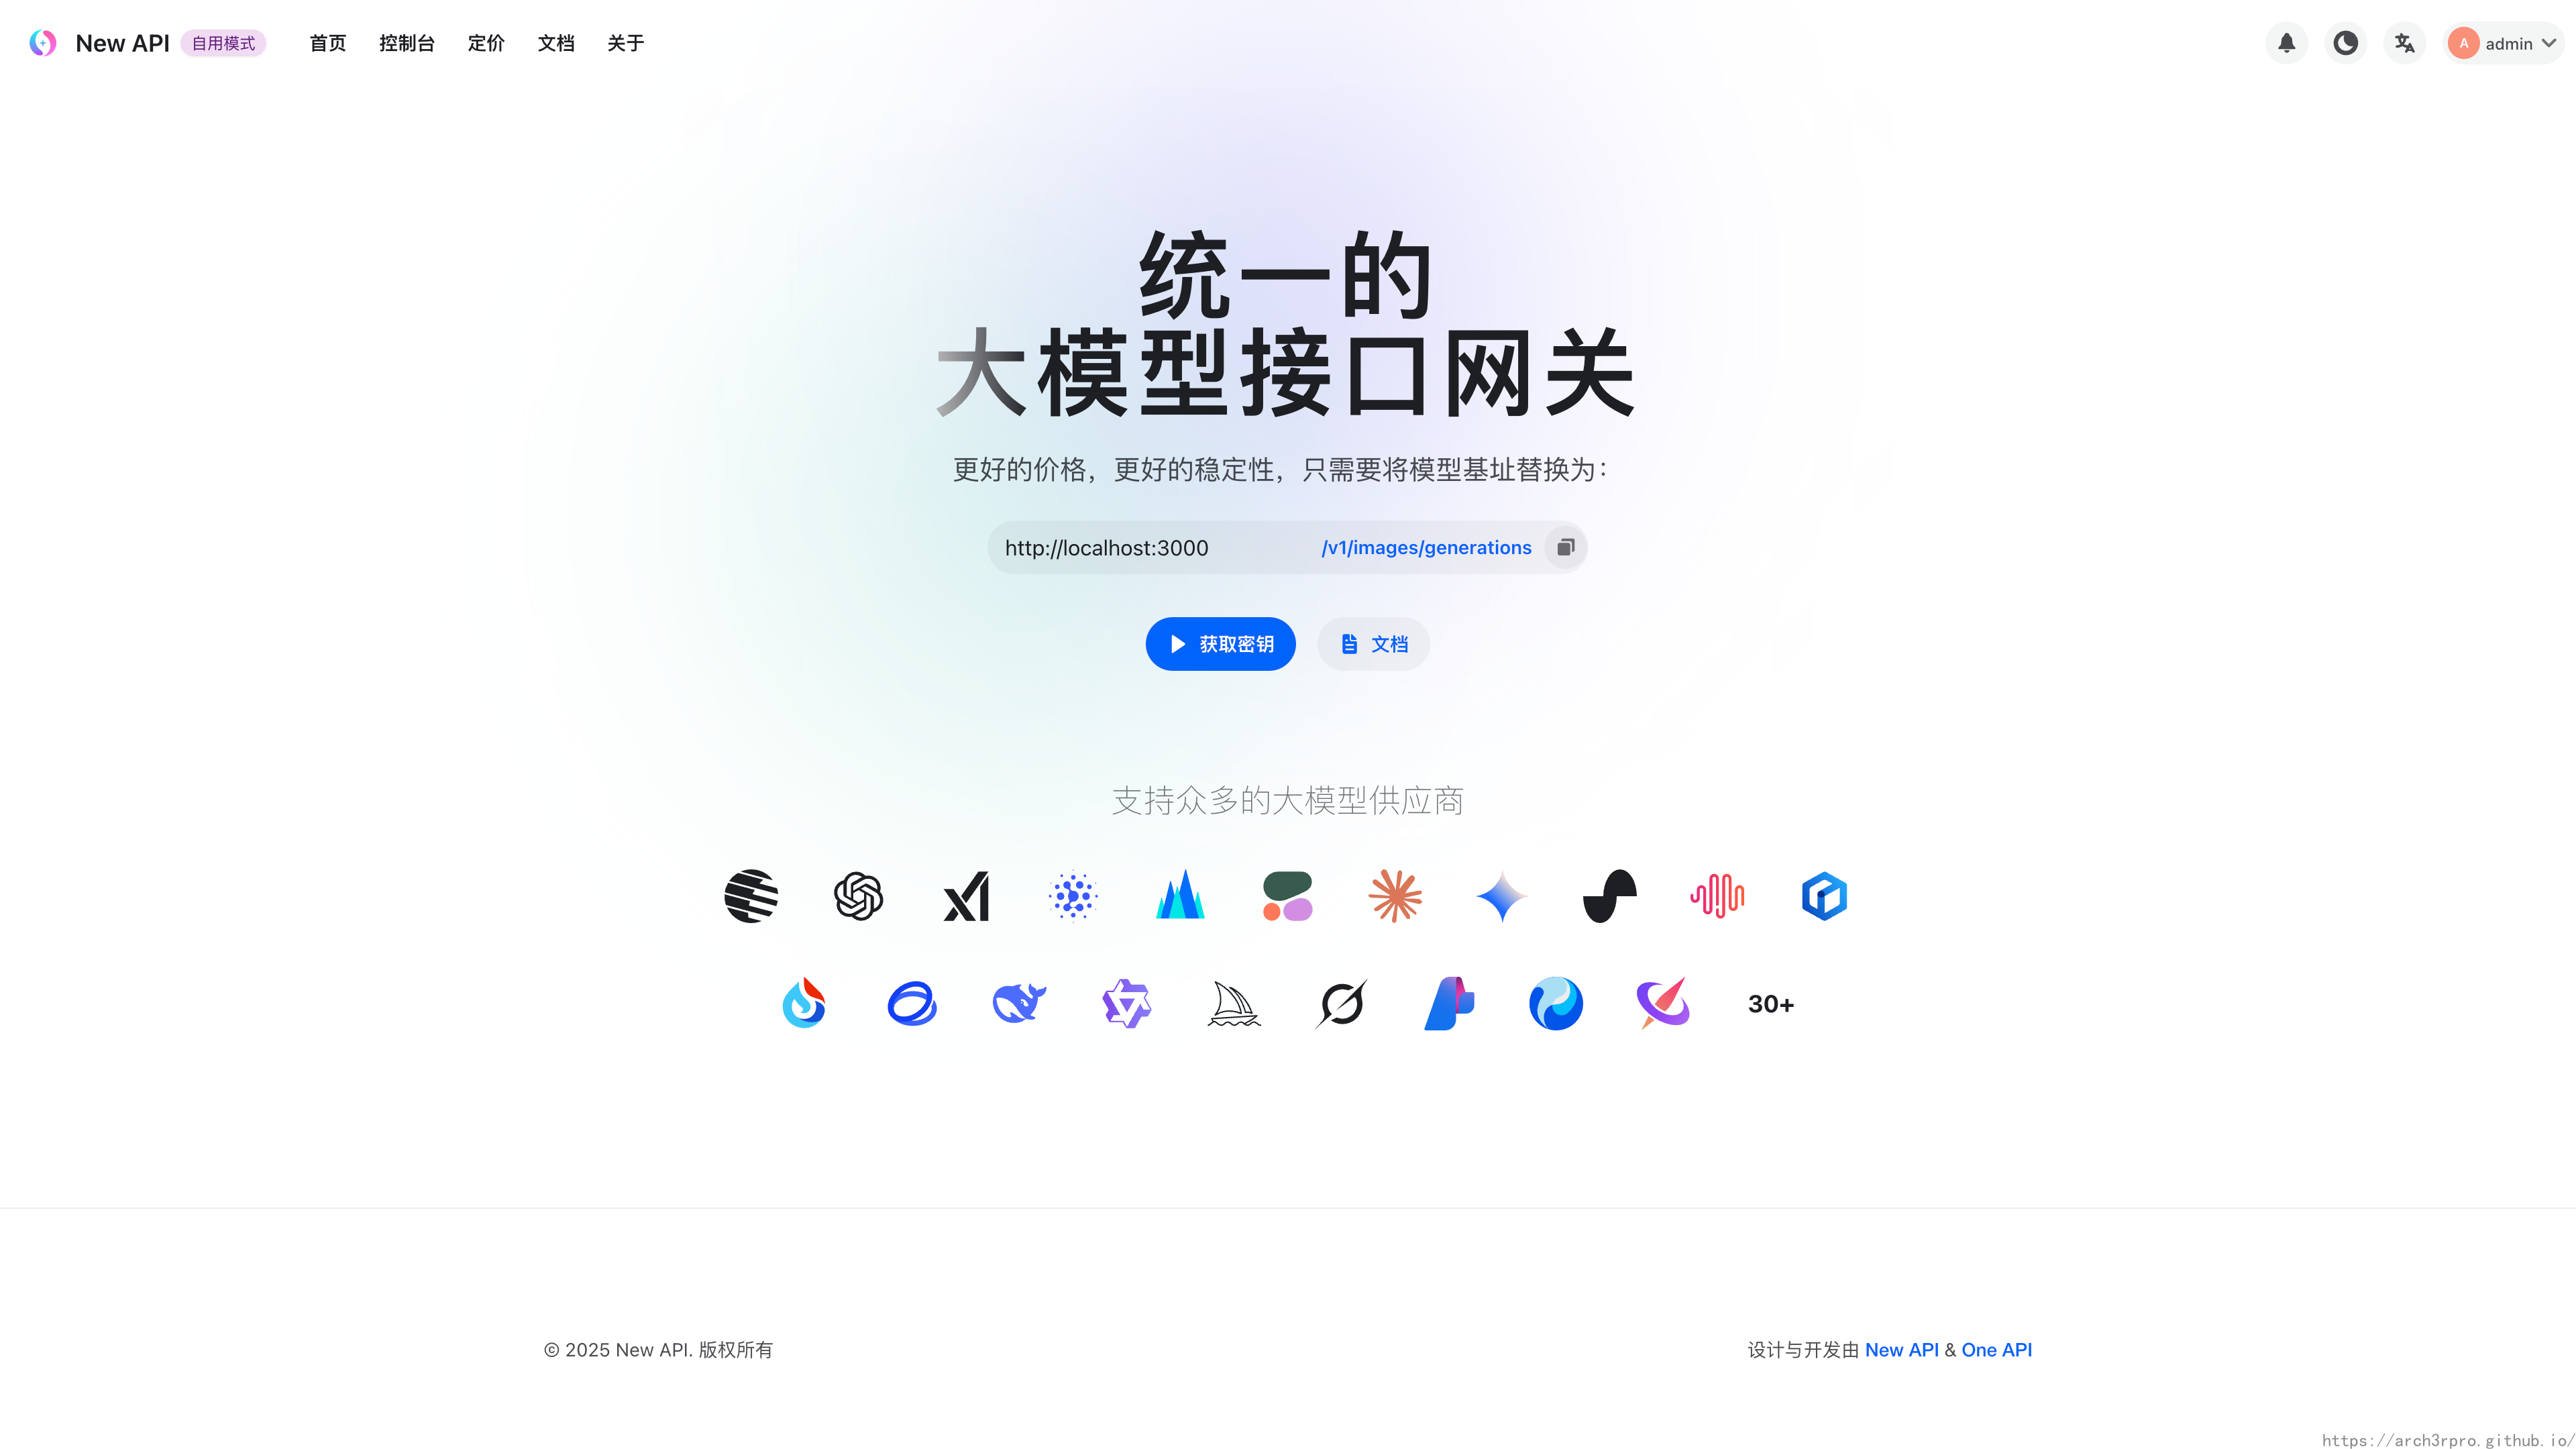 New API 自用模式 首页 控制台 定价 文档 关于 A admin
统一的
大模型接口网关
更好的价格，更好的稳定性，只需要将模型基址替换为：
http://localhost:3000 /v1/images/generations
获取密钥 文档
支持众多的大模型供应商
30+
© 2025 New API. 版权所有 设计与开发由 New API & One API
https://arch3rpro.github.io/